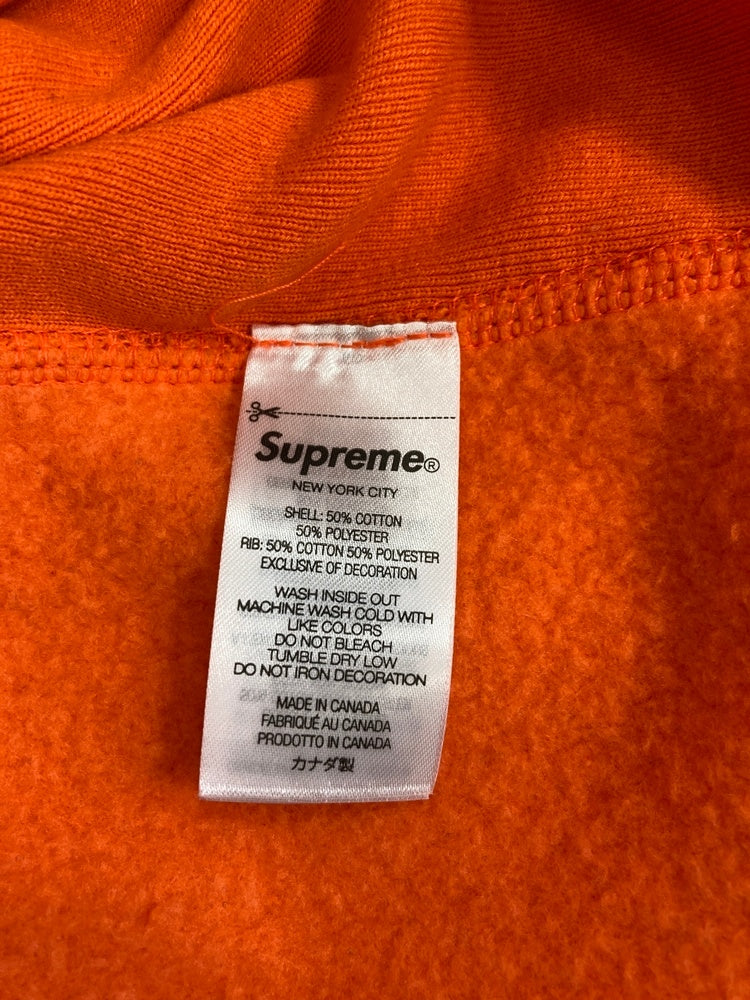 Supreme®
NEW YORK CITY
SHELL: 50% COTTON
50% POLYESTER
RIB: 50% COTTON 50% POLYESTER
EXCLUSIVE OF DECORATION
WASH INSIDE OUT
MACHINE WASH COLD WITH
LIKE COLORS
DO NOT BLEACH
TUMBLE DRY LOW
DO NOT IRON DECORATION
MADE IN CANADA
FABRIQUÉ AU CANADA
PRODOTTO IN CANADA
カナダ製